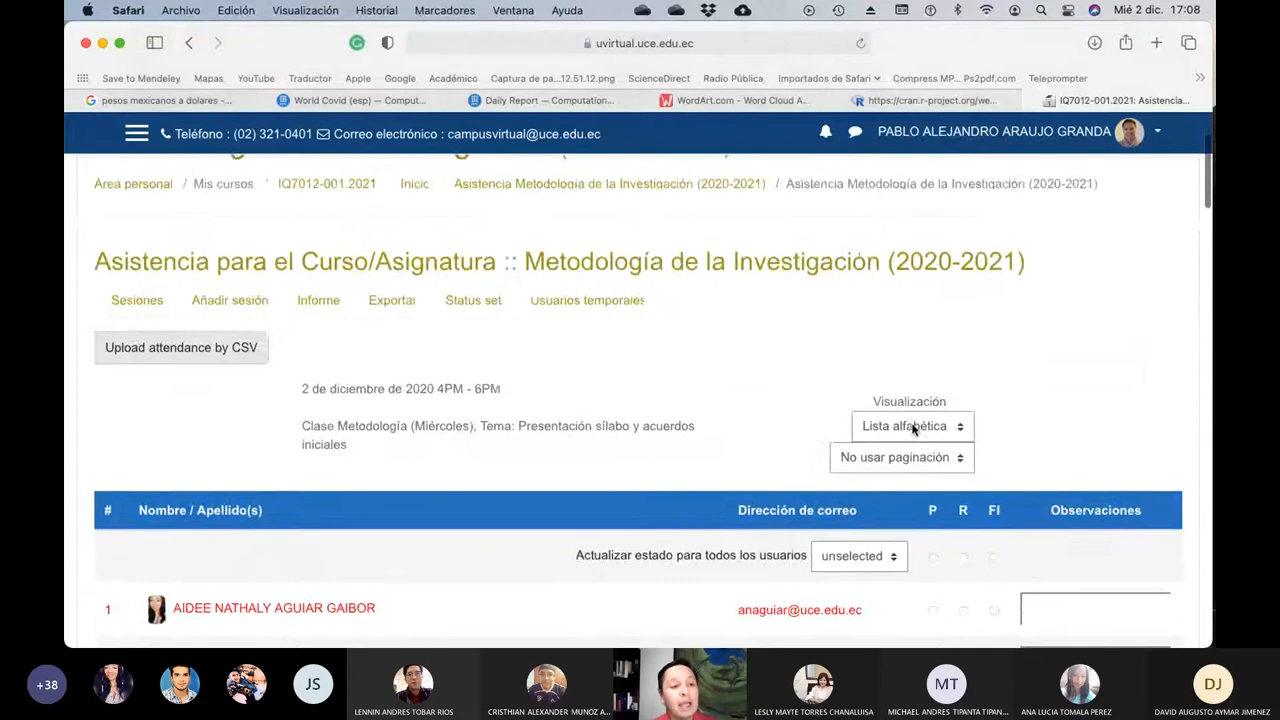 Safari Archivo Edición Visualización Historial Marcadores Ventana Ayuda Mié 2 dic. 17:08
uvirtual.uce.edu.ec
Save to Mendeley Mapas YouTube Traductor Apple Google Académico Captura de pa...12.51.12.png ScienceDirect Radio Pública Importados de Safari Compress MP... Ps2pdf.com Teleprompter
pesos mexicanos a dolares -... World Covid (esp) — Comput... Daily Report — Computation... WordArt.com - Word Cloud A... https://cran.r-project.org/we... IQ7012-001.2021: Asistencia...
Teléfono : (02) 321-0401 Correo electrónico : campusvirtual@uce.edu.ec PABLO ALEJANDRO ARAUJO GRANDA
Área personal / Mis cursos IQ7012-001.2021 Inicio Asistencia Metodología de la Investigación (2020-2021) / Asistencia Metodología de la Investigación (2020-2021)
Asistencia para el Curso/Asignatura :: Metodología de la Investigación (2020-2021)
Sesiones Añadir sesión Informe Exportar Status set Usuarios temporales
Upload attendance by CSV
2 de diciembre de 2020 4PM - 6PM
Visualización
Clase Metodología (Miércoles), Tema: Presentación sílabo y acuerdos
iniciales
Lista alfabética
No usar paginación
# Nombre / Apellido(s) Dirección de correo P R FI Observaciones
Actualizar estado para todos los usuarios unselected
1 AIDEE NATHALY AGUIAR GAIBOR anaguiar@uce.edu.ec
+38 JS MT DJ
LENNIN ANDRES TOBAR RIOS CRISTHIAN ALEXANDER MUNOZ A... LESLY MAYTE TORRES CHANALUISA MICHAEL ANDRES TIPANTA TIPAN... ANA LUCIA TOMALA PEREZ DAVID AUGUSTO AYMAR JIMENEZ